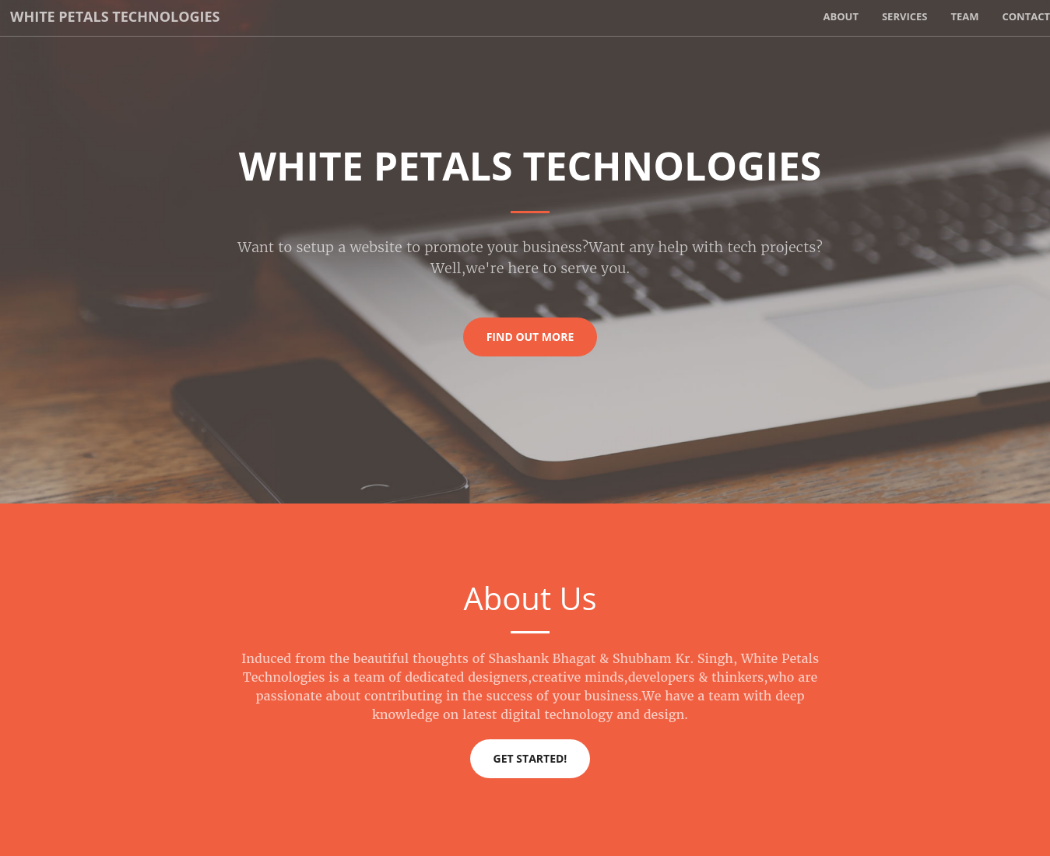 WHITE PETALS TECHNOLOGIES
ABOUT SERVICES TEAM CONTACT
WHITE PETALS TECHNOLOGIES
Want to setup a website to promote your business?Want any help with tech projects?
Well,we're here to serve you.
FIND OUT MORE
About Us
Induced from the beautiful thoughts of Shashank Bhagat & Shubham Kr. Singh, White Petals
Technologies is a team of dedicated designers,creative minds,developers & thinkers,who are
passionate about contributing in the success of your business.We have a team with deep
knowledge on latest digital technology and design.
GET STARTED!